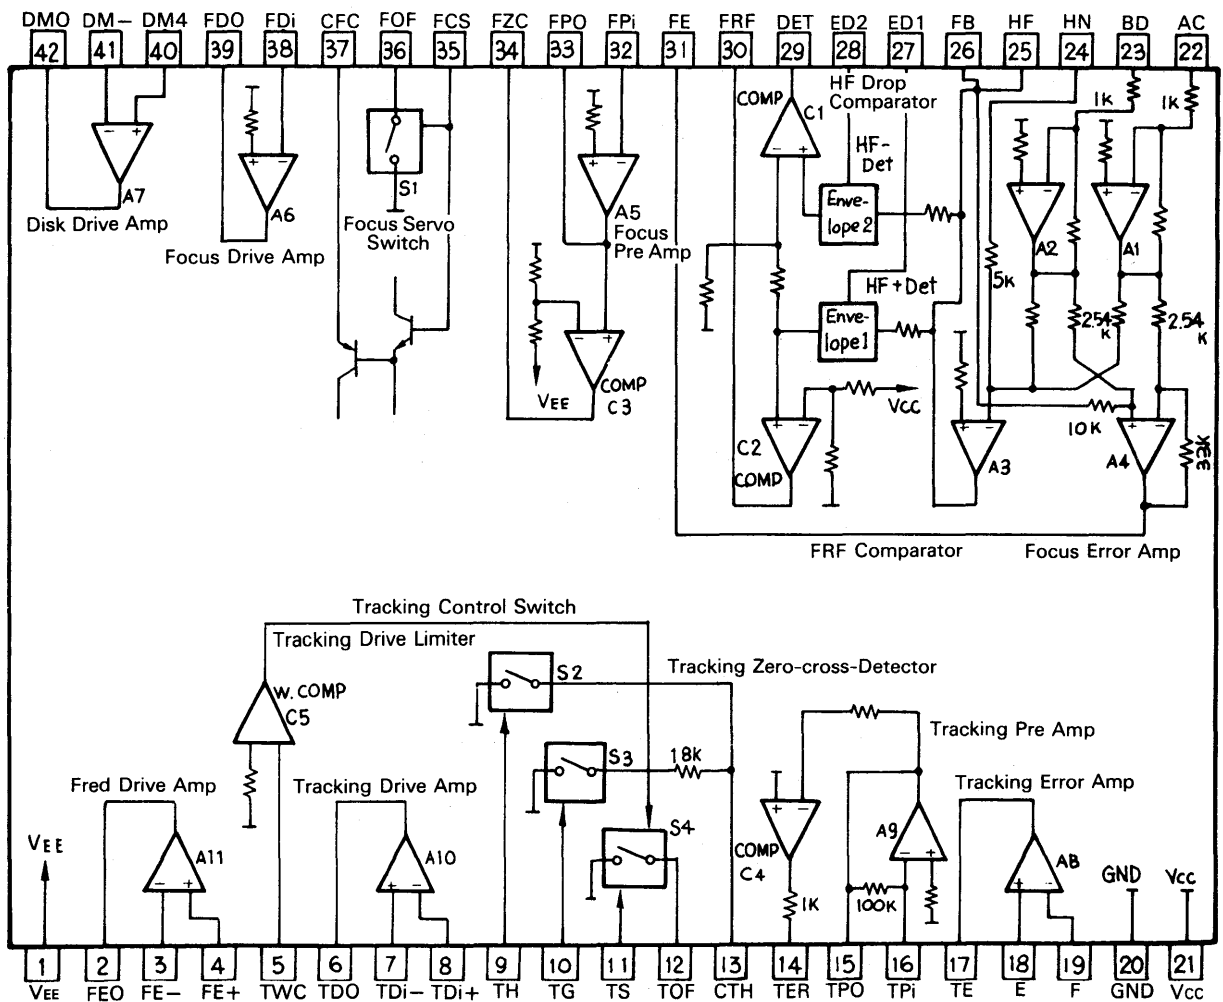 DMO DM- DM4 FDO FDi CFC FOF FCS FZC FPO FPi FE FRF DET ED2 ED1 FB HF HN BD AC
42 41 40 39 38 37 36 35 34 33 32 31 30 29 28 27 26 25 24 23 22
HF Drop
Comparator
COMP
C1
1K
1K
HF-
Det
- +
- +
+ -
+ -
- +
+ -
+ -
A7
S1
A5
Enve-
lope2
Disk Drive Amp
A6
Focus Servo
Switch
Focus
Pre Amp
A2
A1
Focus Drive Amp
HF+Det
5K
Enve-
lope1
2.54
K
2.54
K
- +
VEE
COMP
C3
VCC
10K
+ -
+ -
+ -
C2
COMP
A3
A4
33K
FRF Comparator
Focus Error Amp
Tracking Control Switch
Tracking Drive Limiter
S2
Tracking Zero-cross-Detector
W. COMP
C5
Tracking Pre Amp
S3
18K
Fred Drive Amp
Tracking Drive Amp
Tracking Error Amp
+ -
S4
A9
VEE
A11
A10
COMP
C4
- +
A8
GND
VCC
- +
+ -
+ -
1K
100K
1 2 3 4 5 6 7 8 9 10 11 12 13 14 15 16 17 18 19 20 21
VEE FEO FE- FE+ TWC TDO TDi- TDi+ TH TG TS TOF CTH TER TPO TPi TE E F GND VCC